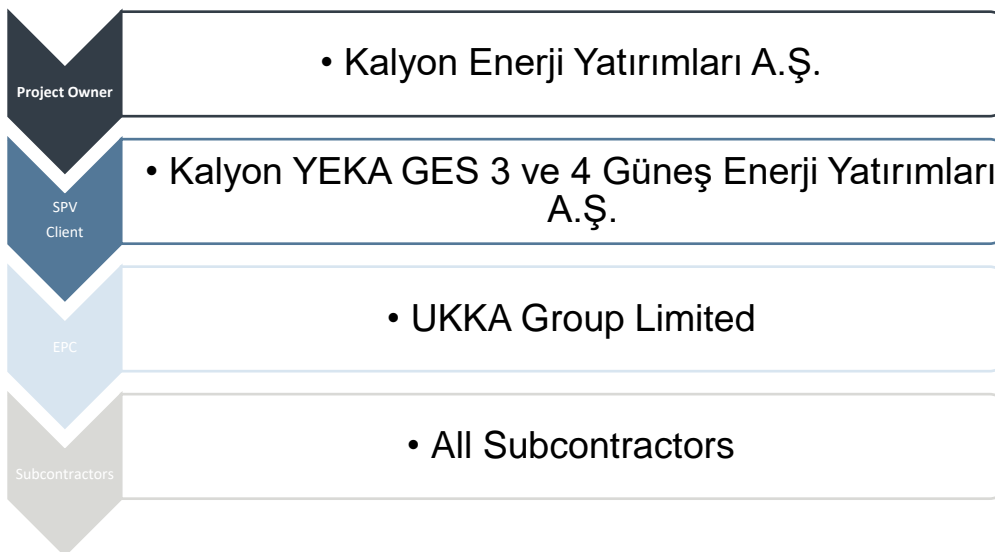 Project Owner
• Kalyon Enerji Yatırımları A.Ş.
SPV
Client
• Kalyon YEKA GES 3 ve 4 Güneş Enerji Yatırımları
A.Ş.
EPC
• UKKA Group Limited
Subcontractors
• All Subcontractors